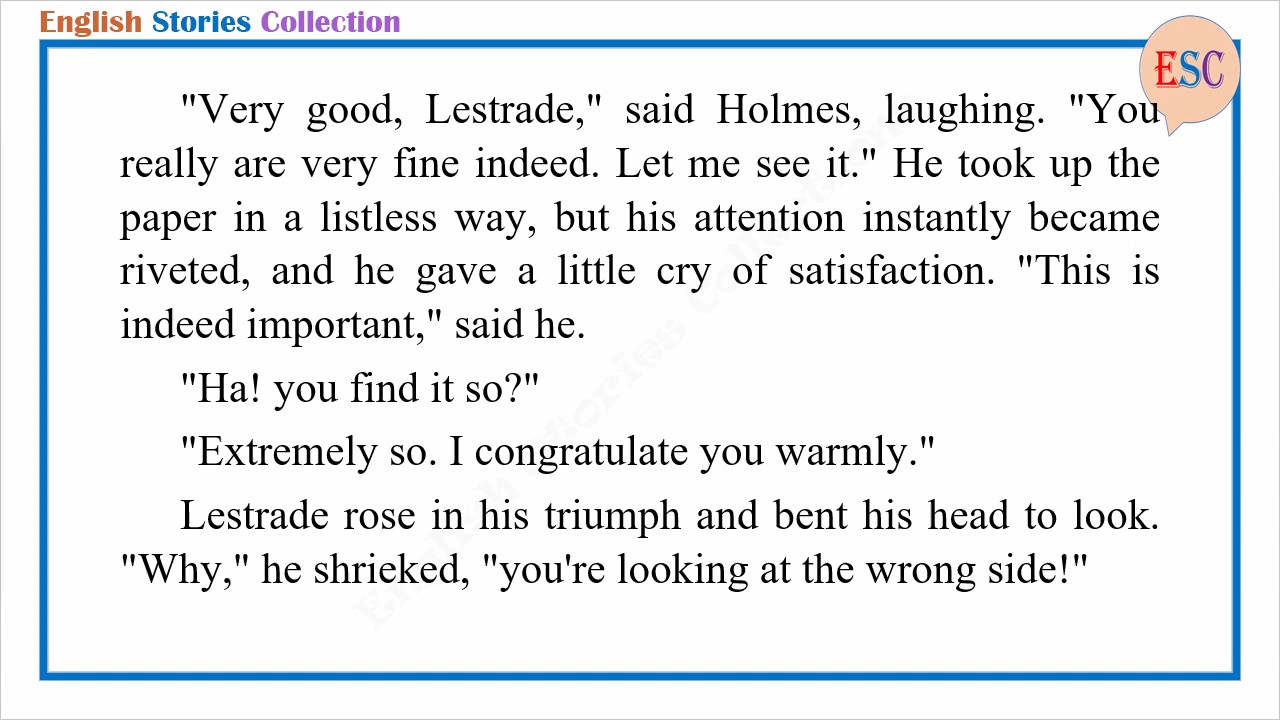 English Stories Collection
ESC
"Very good, Lestrade," said Holmes, laughing. "You
really are very fine indeed. Let me see it." He took up the
paper in a listless way, but his attention instantly became
riveted, and he gave a little cry of satisfaction. "This is
indeed important," said he.
"Ha! you find it so?"
"Extremely so. I congratulate you warmly."
Lestrade rose in his triumph and bent his head to look.
"Why," he shrieked, "you're looking at the wrong side!"
English Stories Collection